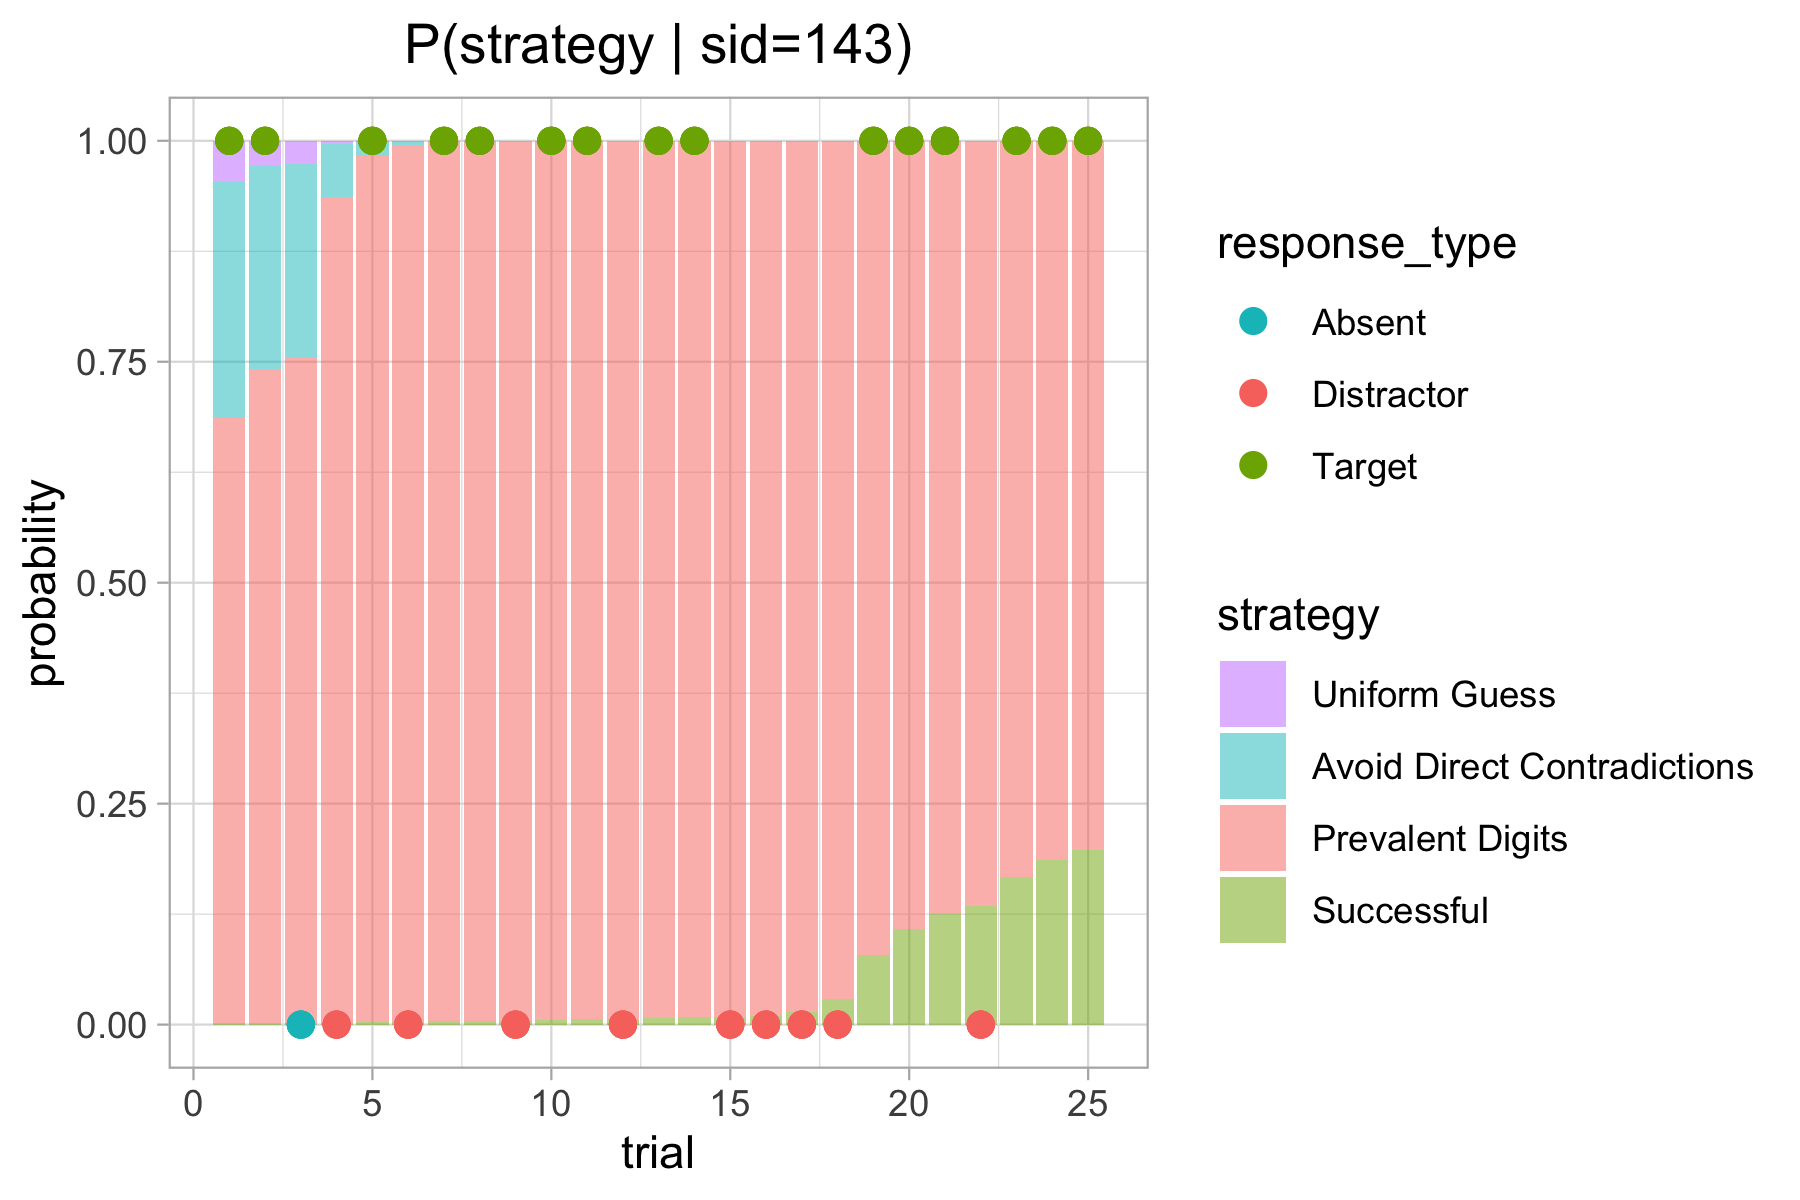 P(strategy | sid=143)
probability
1.00
0.75
0.50
0.25
0.00
0 5 10 15 20 25
trial
response_type
Absent
Distractor
Target
strategy
Uniform Guess
Avoid Direct Contradictions
Prevalent Digits
Successful